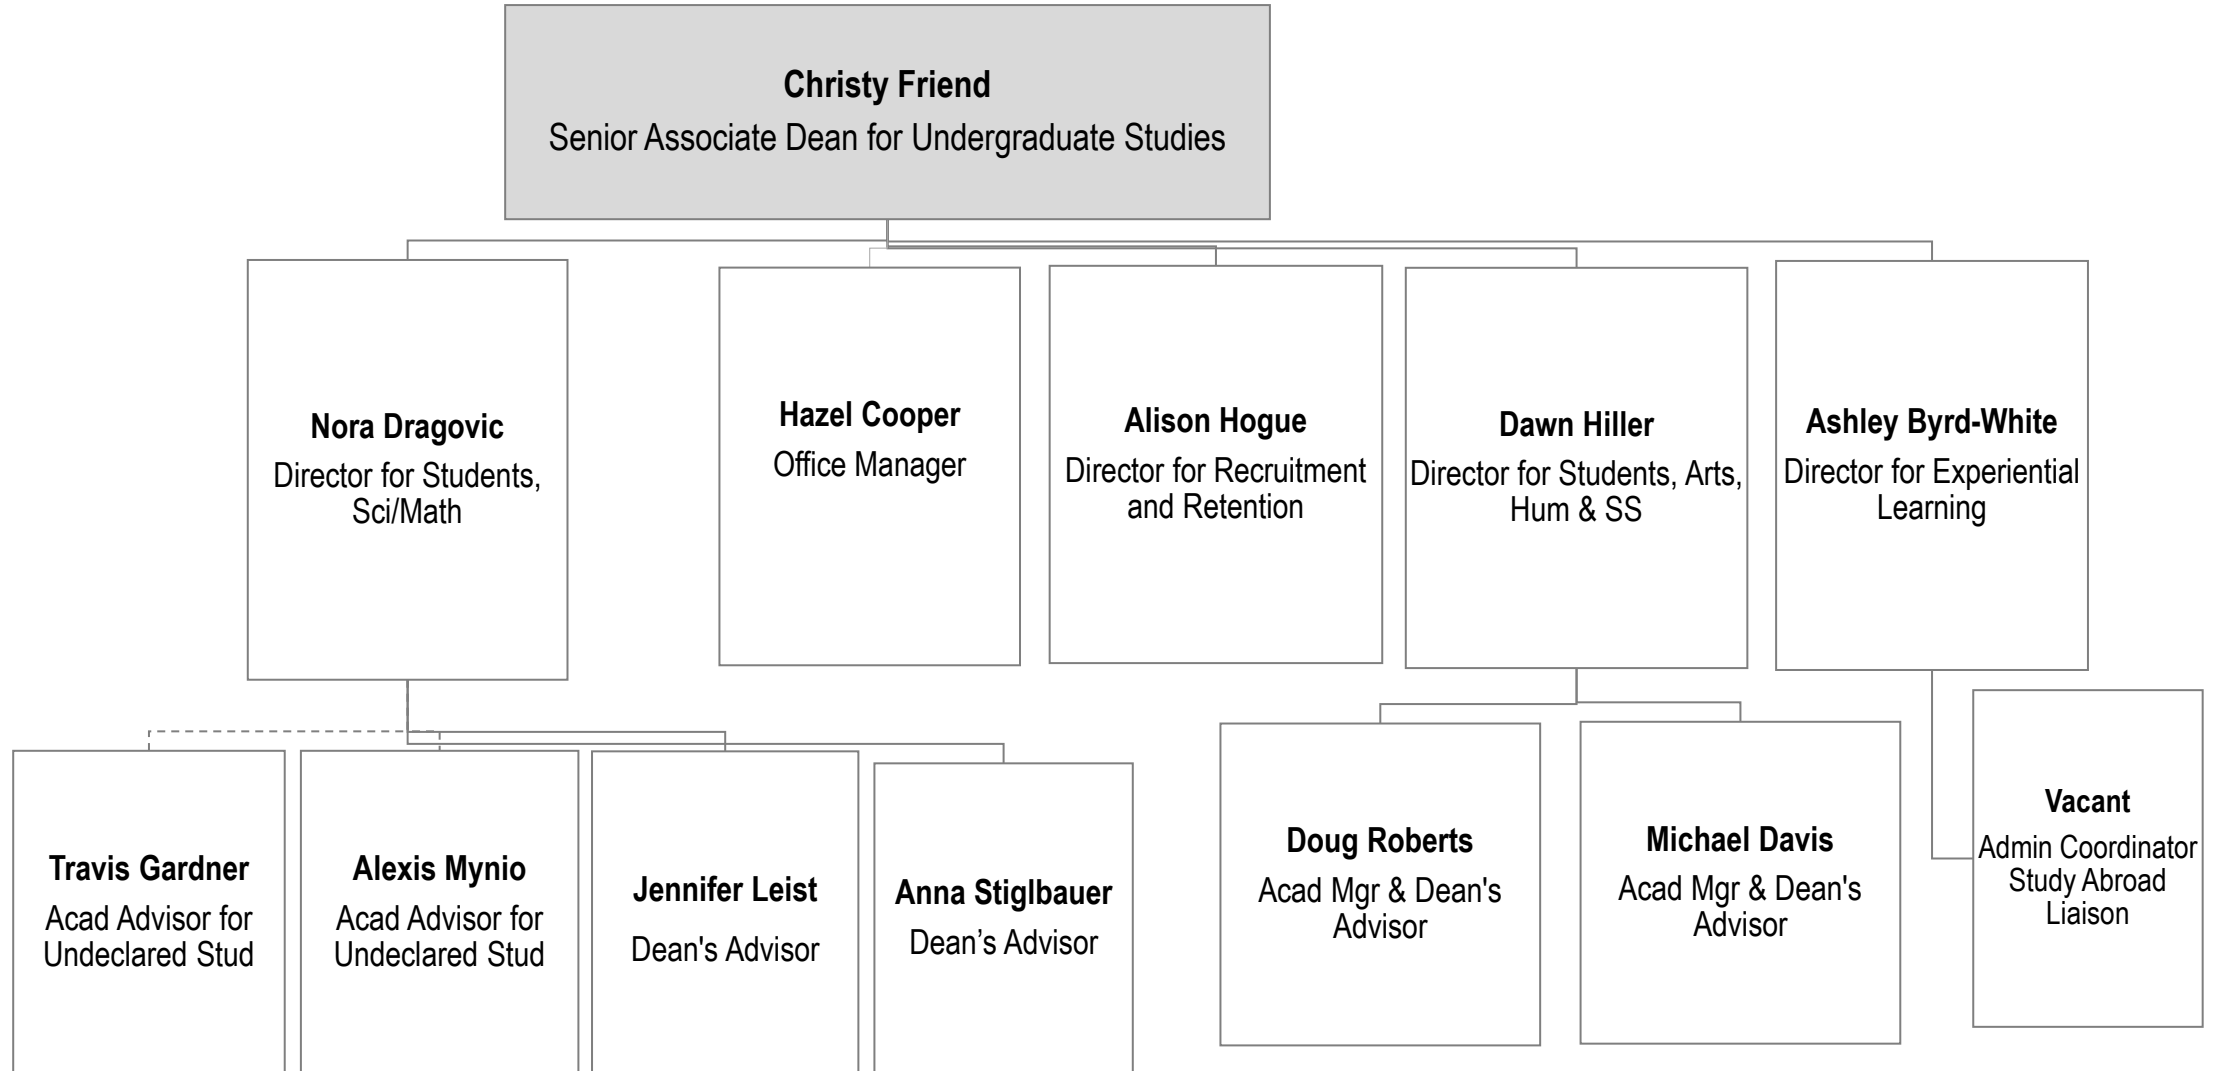 Christy Friend
Senior Associate Dean for Undergraduate Studies
Nora Dragovic
Director for Students,
Sci/Math
Hazel Cooper
Office Manager
Alison Hogue
Director for Recruitment
and Retention
Dawn Hiller
Director for Students, Arts,
Hum & SS
Ashley Byrd-White
Director for Experiential
Learning
Travis Gardner
Acad Advisor for
Undeclared Stud
Alexis Mynio
Acad Advisor for
Undeclared Stud
Jennifer Leist
Dean's Advisor
Anna Stiglbauer
Dean’s Advisor
Doug Roberts
Acad Mgr & Dean's
Advisor
Michael Davis
Acad Mgr & Dean's
Advisor
Vacant
Admin Coordinator
Study Abroad
Liaison